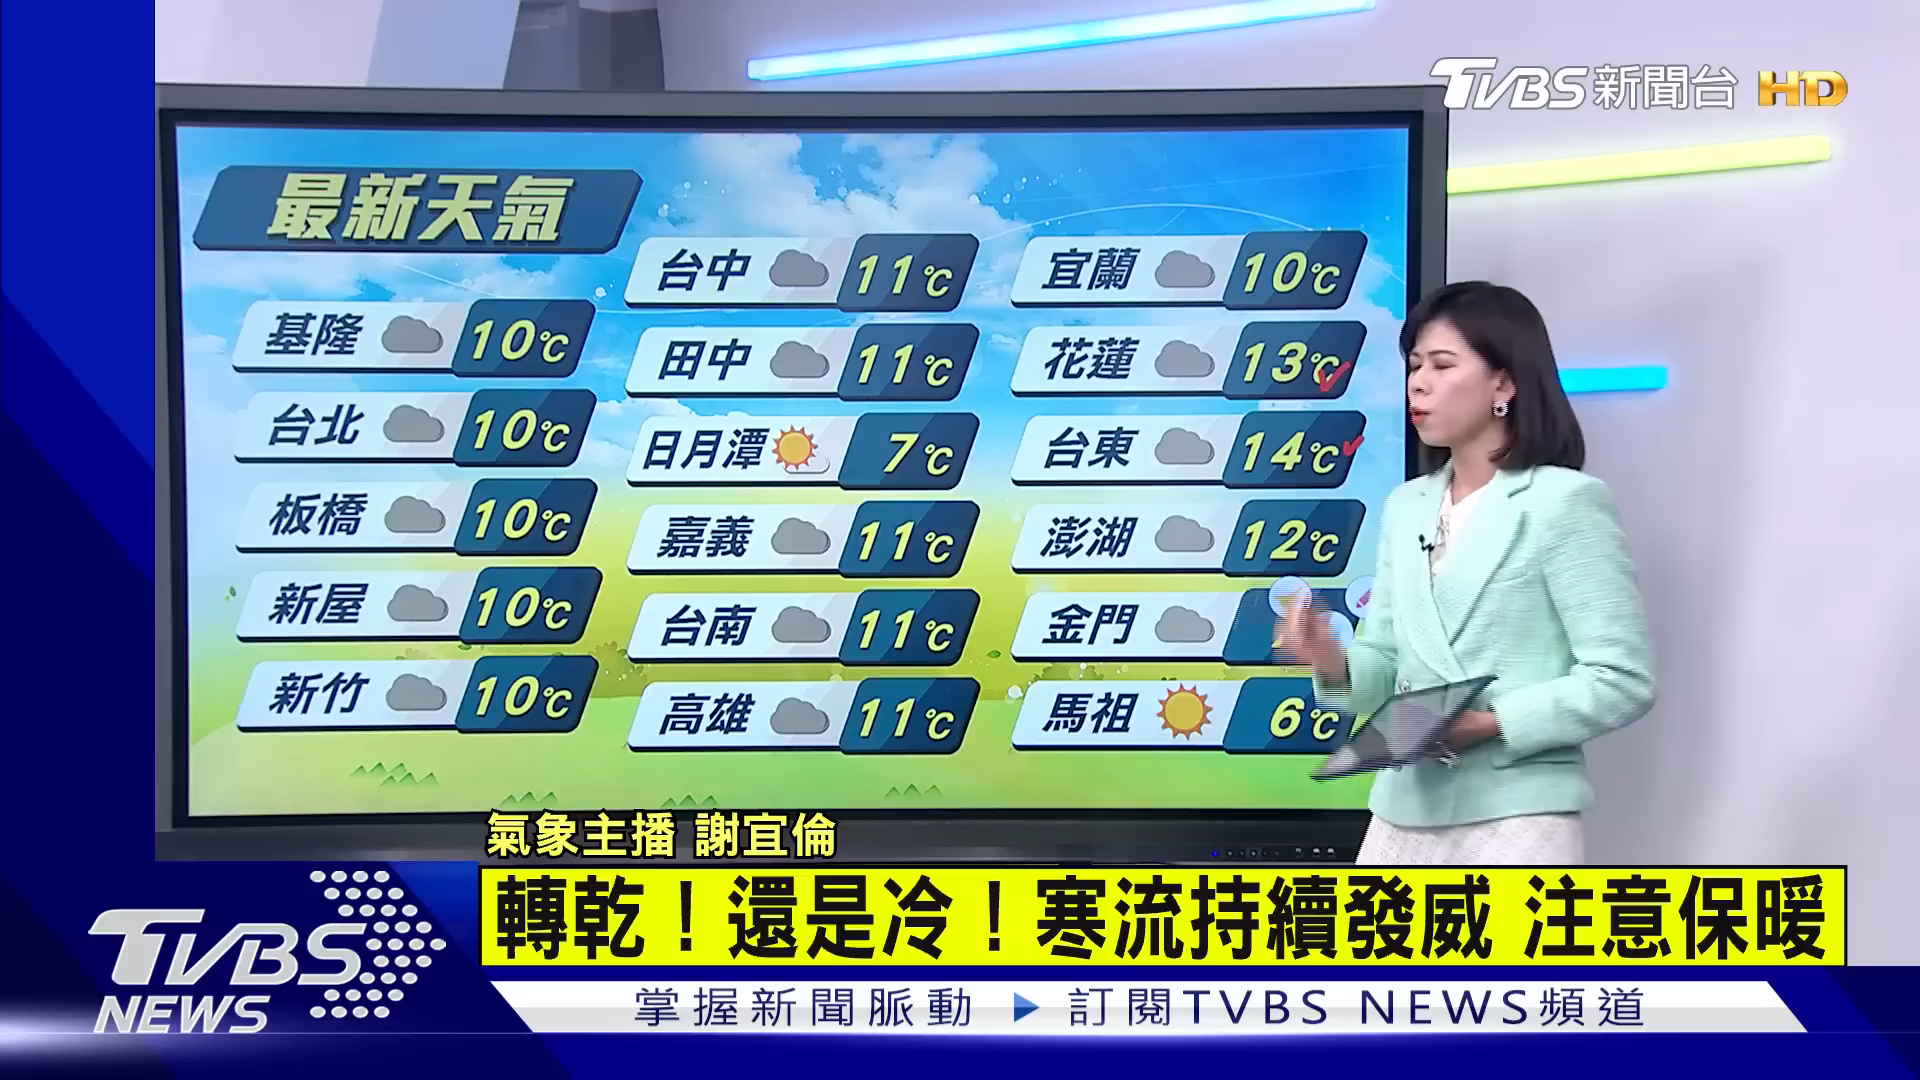 TVBS新聞台 HD
最新天氣
基隆 10℃
台北 10℃
板橋 10℃
新屋 10℃
新竹 10℃
台中 11℃
田中 11℃
日月潭 7℃
嘉義 11℃
台南 11℃
高雄 11℃
宜蘭 10℃
花蓮 13℃
台東 14℃
澎湖 12℃
金門
馬祖 6℃
氣象主播 謝宜倫
轉乾！還是冷！寒流持續發威 注意保暖
TVBS
NEWS
掌握新聞脈動 ▶ 訂閱TVBS NEWS頻道